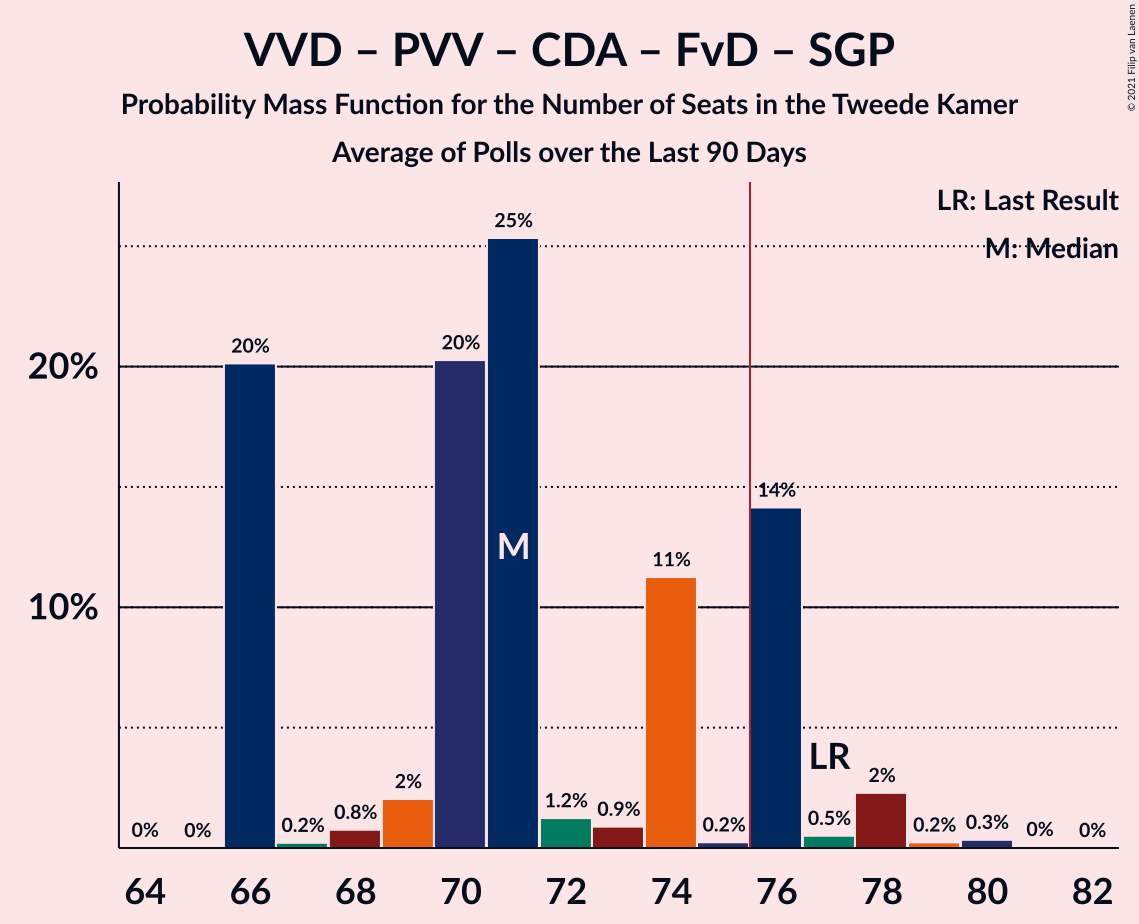 VVD – PVV – CDA – FvD – SGP
Probability Mass Function for the Number of Seats in the Tweede Kamer
Average of Polls over the Last 90 Days
© 2021 Filip van Laenen
LR: Last Result
M: Median
20%
10%
0%
0%
20%
0.2%
0.8%
2%
20%
25%
M
1.2%
0.9%
11%
0.2%
14%
LR
0.5%
2%
0.2%
0.3%
0%
0%
64 66 68 70 72 74 76 78 80 82